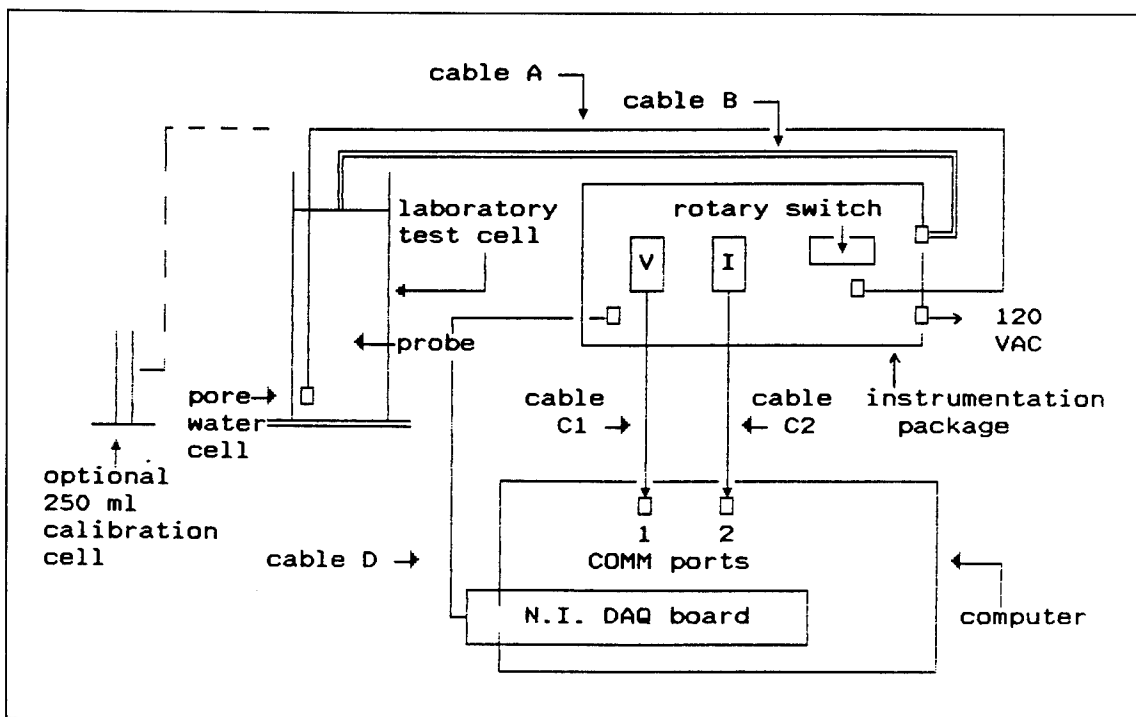 cable A
cable B
laboratory
test cell
rotary switch
V
I
probe
120
VAC
pore
water
cell
cable
C1
cable
C2
instrumentation
package
optional
250 ml
calibration
cell
1
2
COMM ports
cable D
N.I. DAQ board
computer